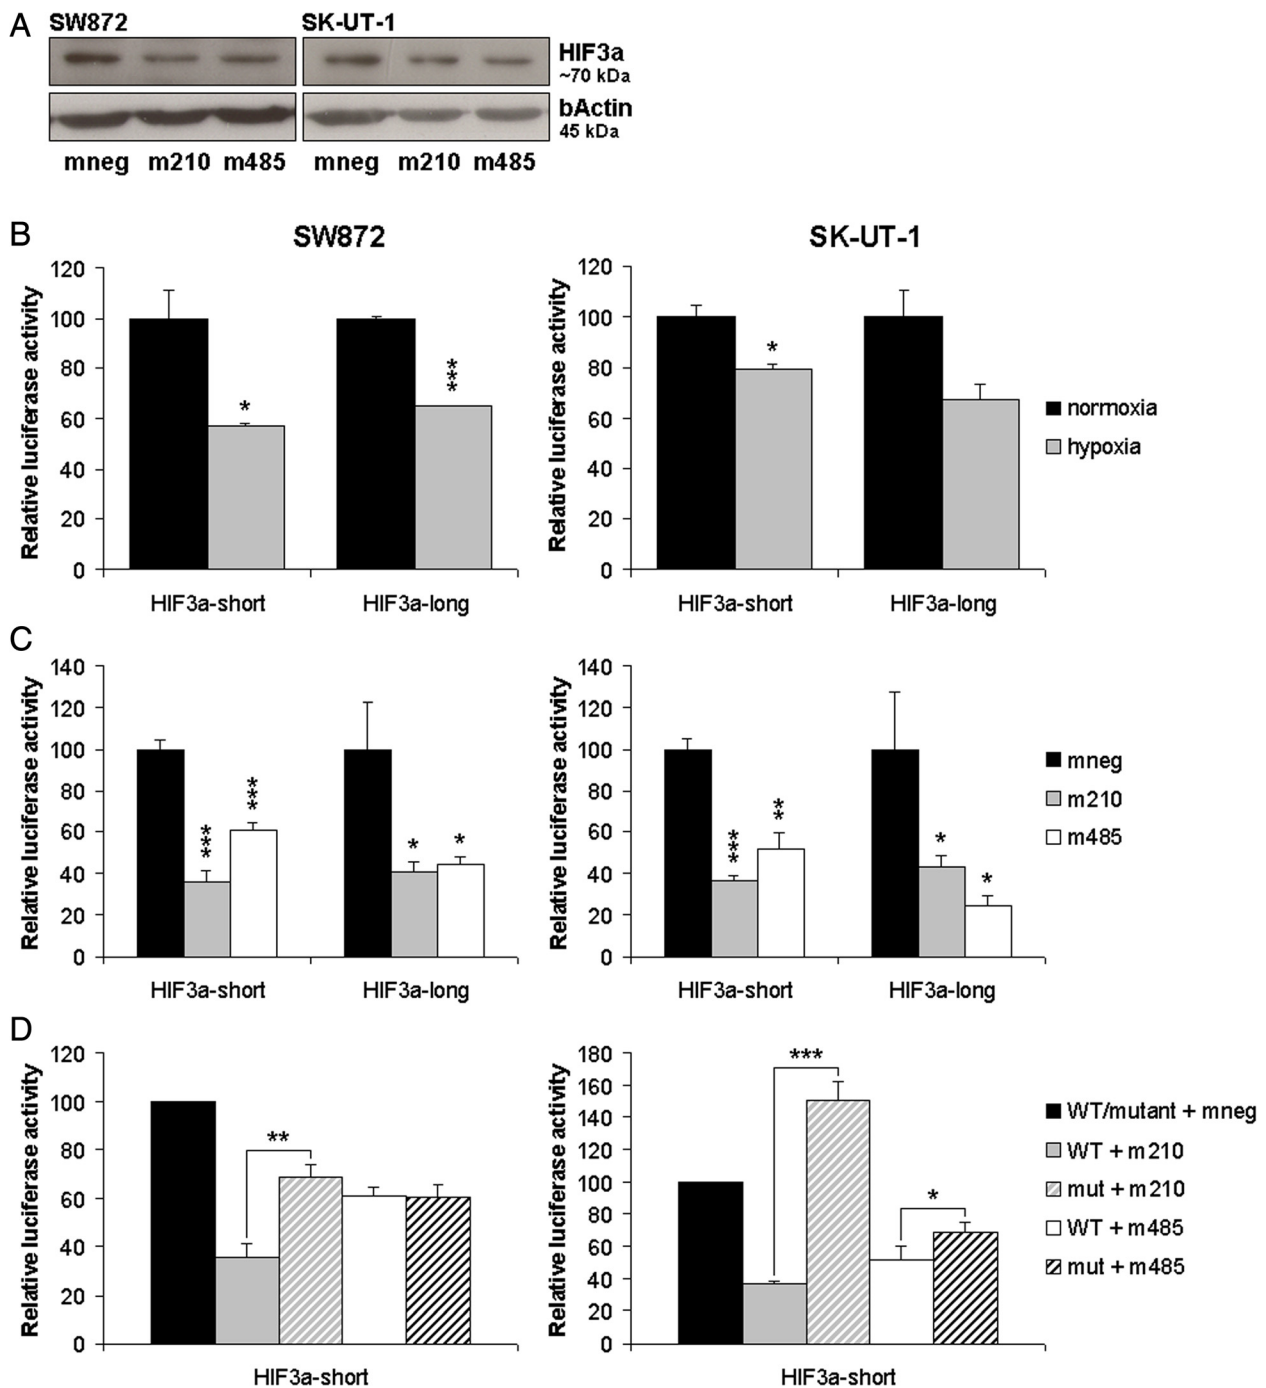 A
SW872
SK-UT-1
HIF3a
~70 kDa
bActin
45 kDa
mneg m210 m485
mneg m210 m485
B
SW872
SK-UT-1
Relative luciferase activity
120
100
80
60
40
20
0
*
***
HIF3a-short
HIF3a-long
Relative luciferase activity
120
100
80
60
40
20
0
*
HIF3a-short
HIF3a-long
normoxia
hypoxia
C
Relative luciferase activity
140
120
100
80
60
40
20
0
***
***
*
*
HIF3a-short
HIF3a-long
Relative luciferase activity
140
120
100
80
60
40
20
0
***
**
*
*
HIF3a-short
HIF3a-long
mneg
m210
m485
D
Relative luciferase activity
120
100
80
60
40
20
0
**
HIF3a-short
Relative luciferase activity
180
160
140
120
100
80
60
40
20
0
***
*
HIF3a-short
WT/mutant + mneg
WT + m210
mut + m210
WT + m485
mut + m485